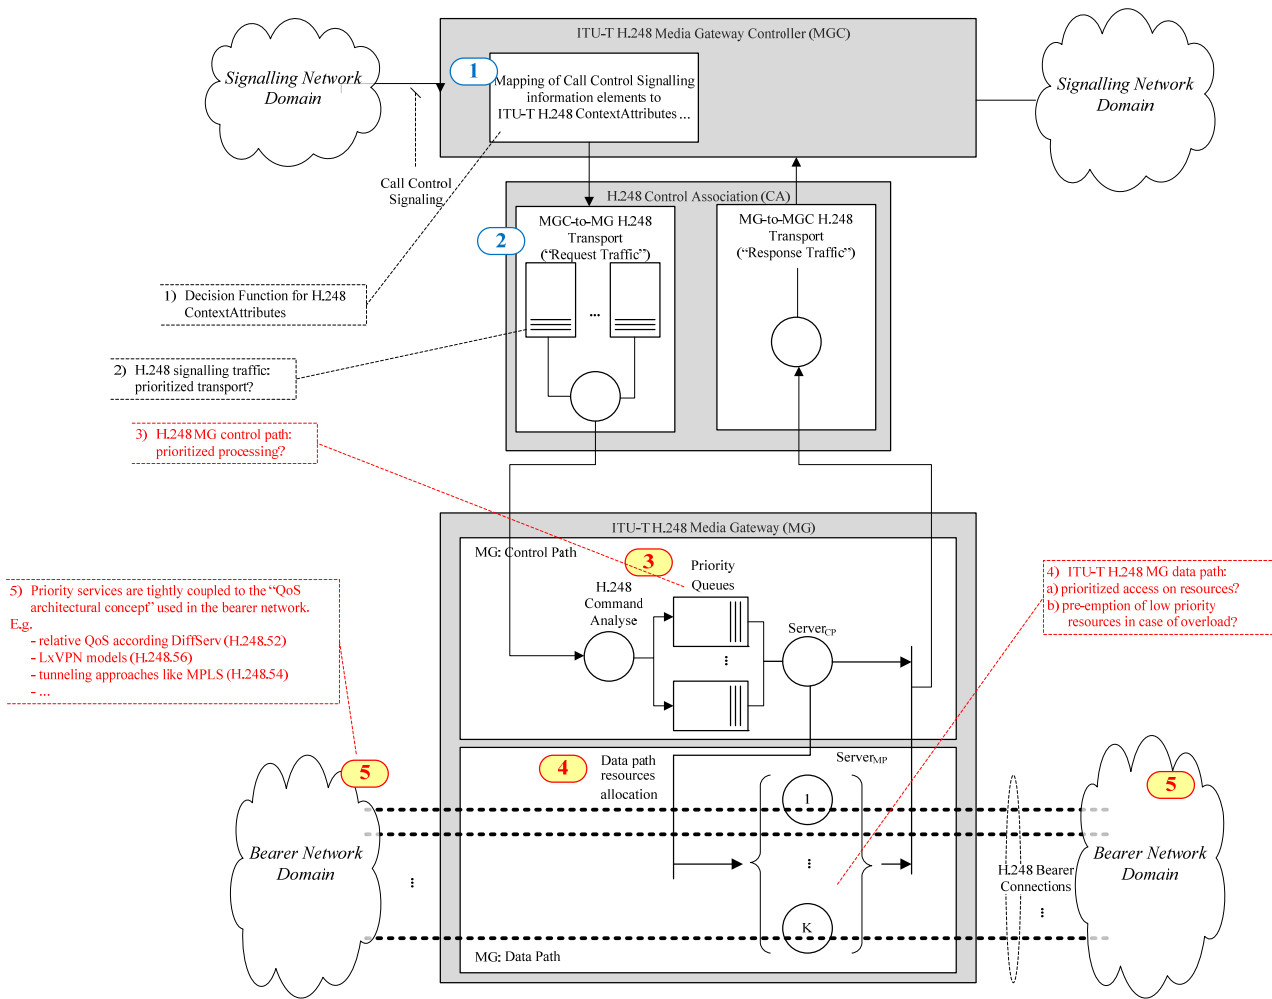 ITU-T H.248 Media Gateway Controller (MGC)
Signalling Network
Domain
1
Mapping of Call Control Signalling
information elements to
ITU-T H.248 ContextAttributes ...
Signalling Network
Domain
Call Control
Signaling
H.248 Control Association (CA)
2
MGC-to-MG H.248
Transport
(“Request Traffic”)
...
MG-to-MGC H.248
Transport
(“Response Traffic”)
1) Decision Function for H.248
ContextAttributes
2) H.248 signalling traffic:
prioritized transport?
3) H.248 MG control path:
prioritized processing?
ITU-T H.248 Media Gateway (MG)
MG: Control Path
3
Priority
Queues
H.248
Command
Analyse
...
ServerCP
4) ITU-T H.248 MG data path:
a) prioritized access on resources?
b) pre-emption of low priority
resources in case of overload?
5) Priority services are tightly coupled to the “QoS
architectural concept” used in the bearer network.
E.g.
- relative QoS according DiffServ (H.248.52)
- LxVPN models (H.248.56)
- tunneling approaches like MPLS (H.248.54)
- ...
4
Data path
resources
allocation
ServerMP
5
5
1
...
K
Bearer Network
Domain
...
H.248 Bearer
Connections
...
Bearer Network
Domain
MG: Data Path